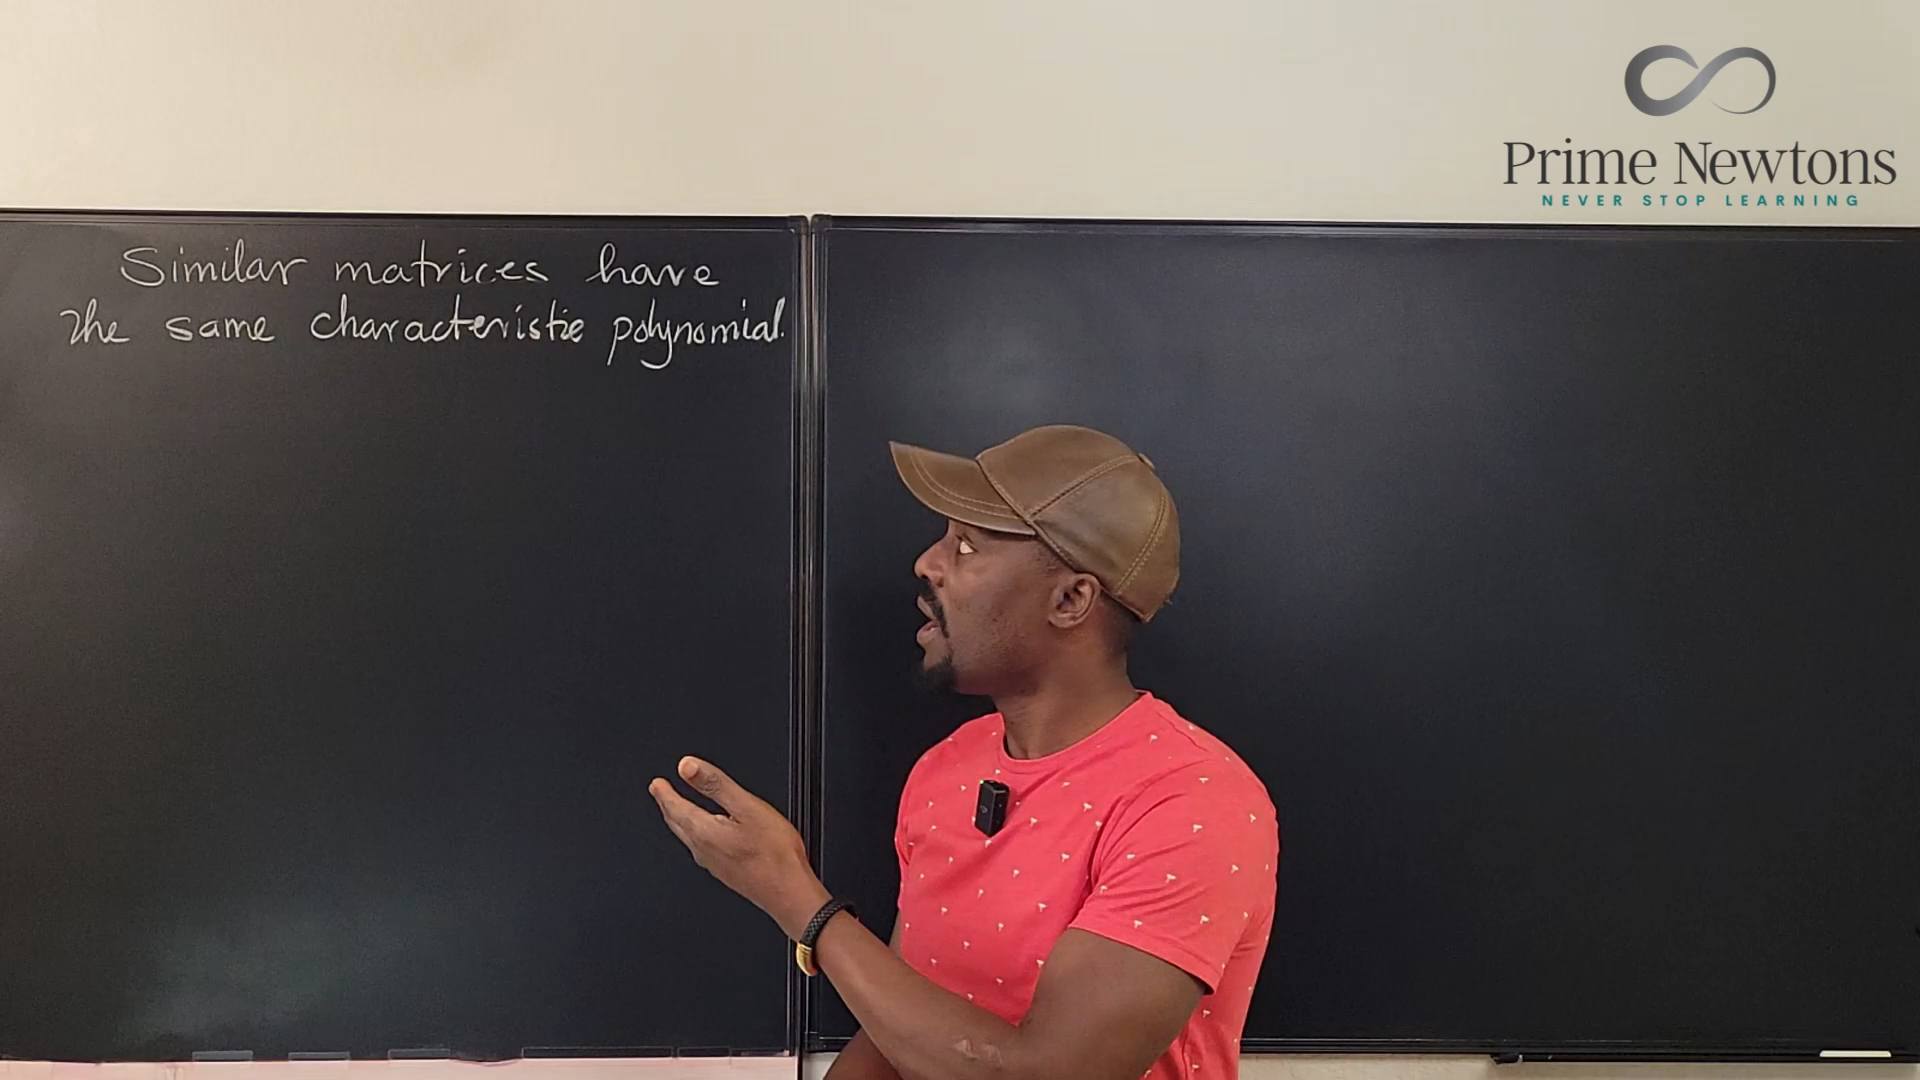 Similar matrices have
The same characteristic polynomial.
Prime Newtons
NEVER STOP LEARNING